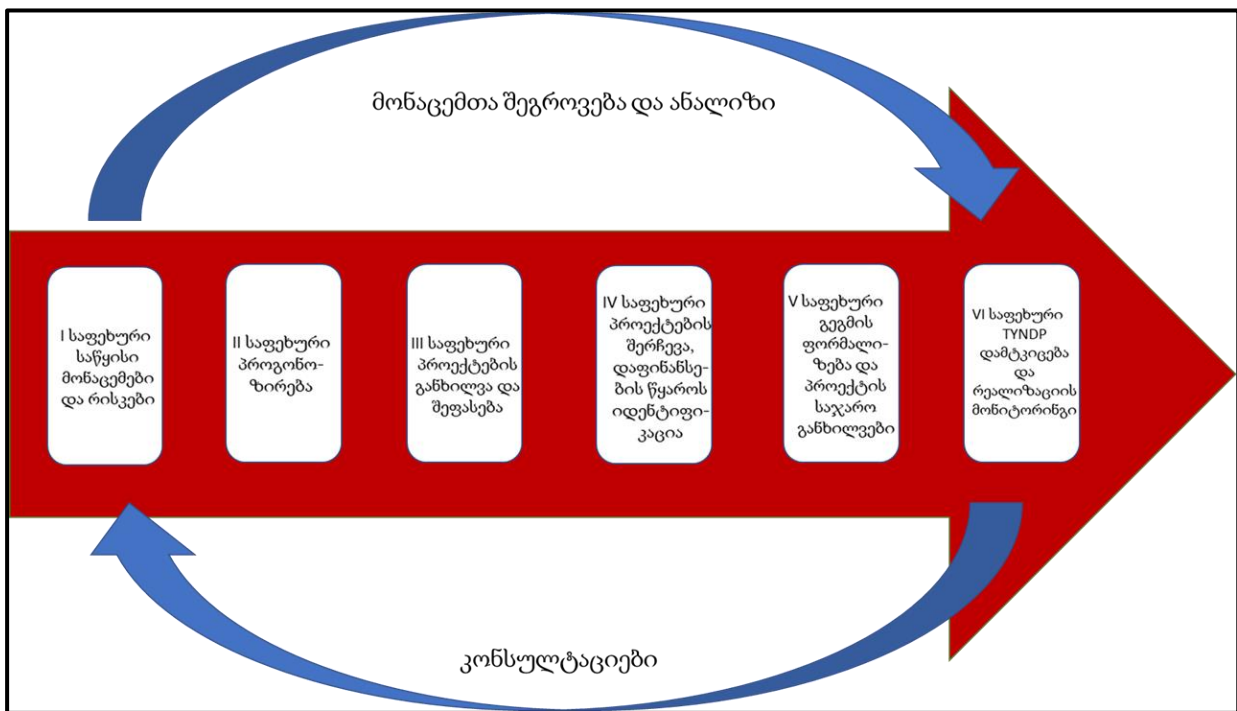 მონაცემთა შეგროვება და ანალიზი
I საფეხური
საწყისი
მონაცემები
და რისკები
II საფეხური
პროგონო-
ზირება
III საფეხური
პროექტების
განხილვა და
შეფასება
IV საფეხური
პროექტების
შერჩევა,
დაფინანსე-
ბის წყაროს
იდენტიფი-
კაცია
V საფეხური
გეგმის
ფორმალი-
ზება და
პროექტის
საჯარო
განხილვები
VI საფეხური
TYNDP
დამტკიცება
და
რეალიზაციის
მონიტორინგი
კონსულტაციები